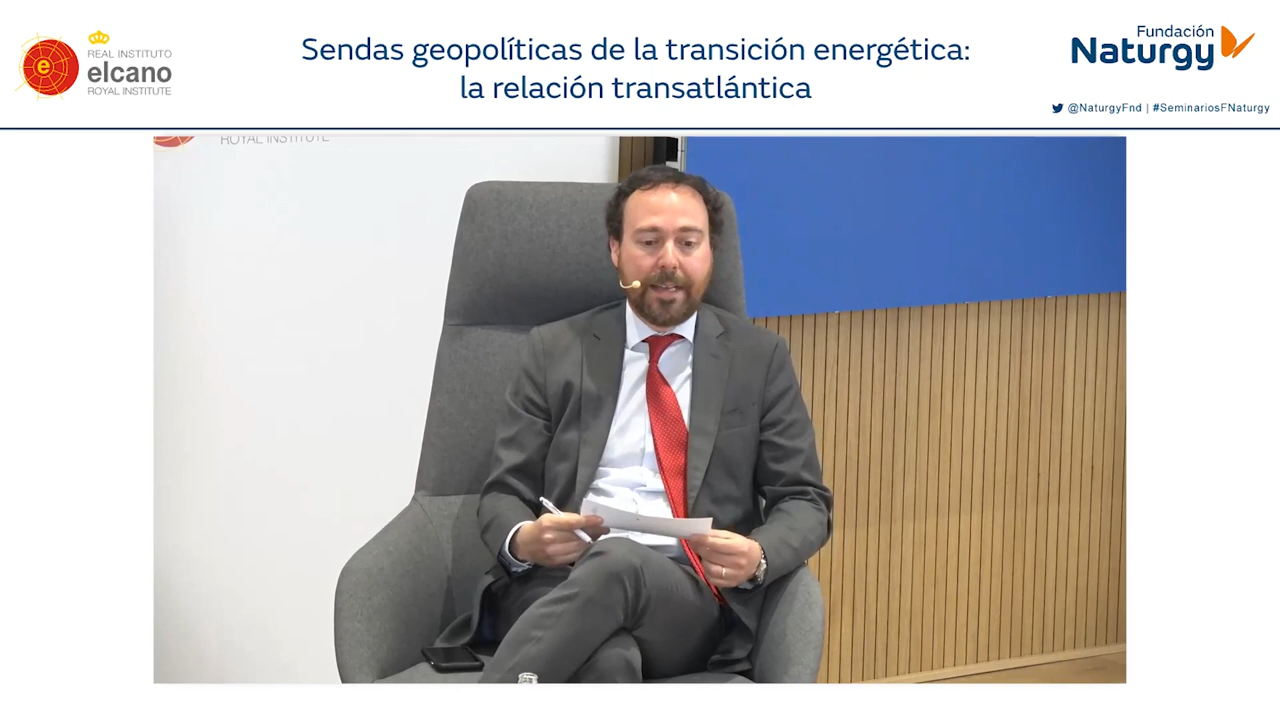 REAL INSTITUTO
elcano
ROYAL INSTITUTE
Sendas geopolíticas de la transición energética:
la relación transatlántica
Fundación
Naturgy
@NaturgyFnd | #SeminariosFNaturgy
ROYAL INSTITUTE